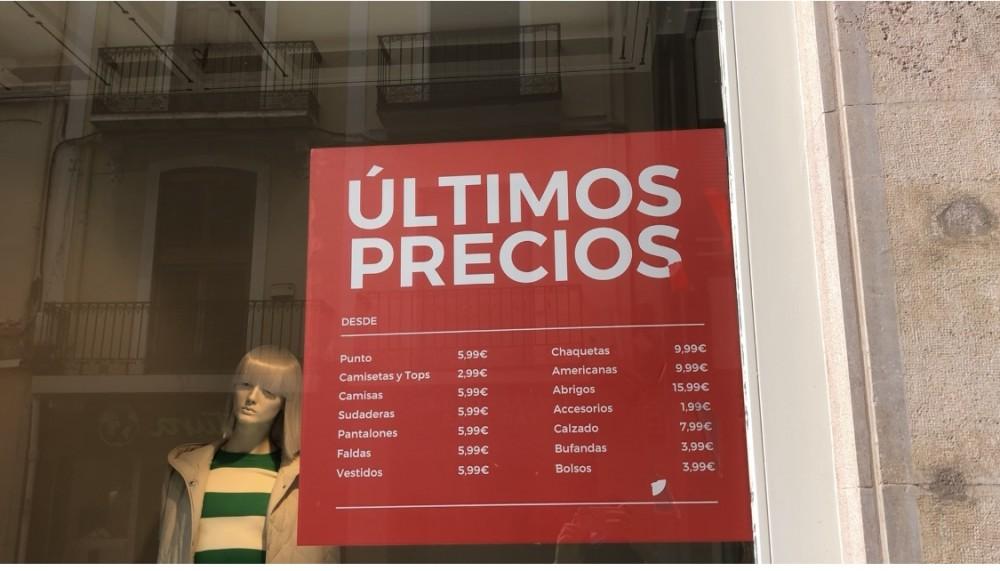 ÚLTIMOS
PRECIOS
DESDE
Punto 5,99€
Camisetas y Tops 2,99€
Camisas 5,99€
Sudaderas 5,99€
Pantalones 5,99€
Faldas 5,99€
Vestidos 5,99€
Chaquetas 9,99€
Americanas 9,99€
Abrigos 15,99€
Accesorios 1,99€
Calzado 7,99€
Bufandas 3,99€
Bolsos 3,99€